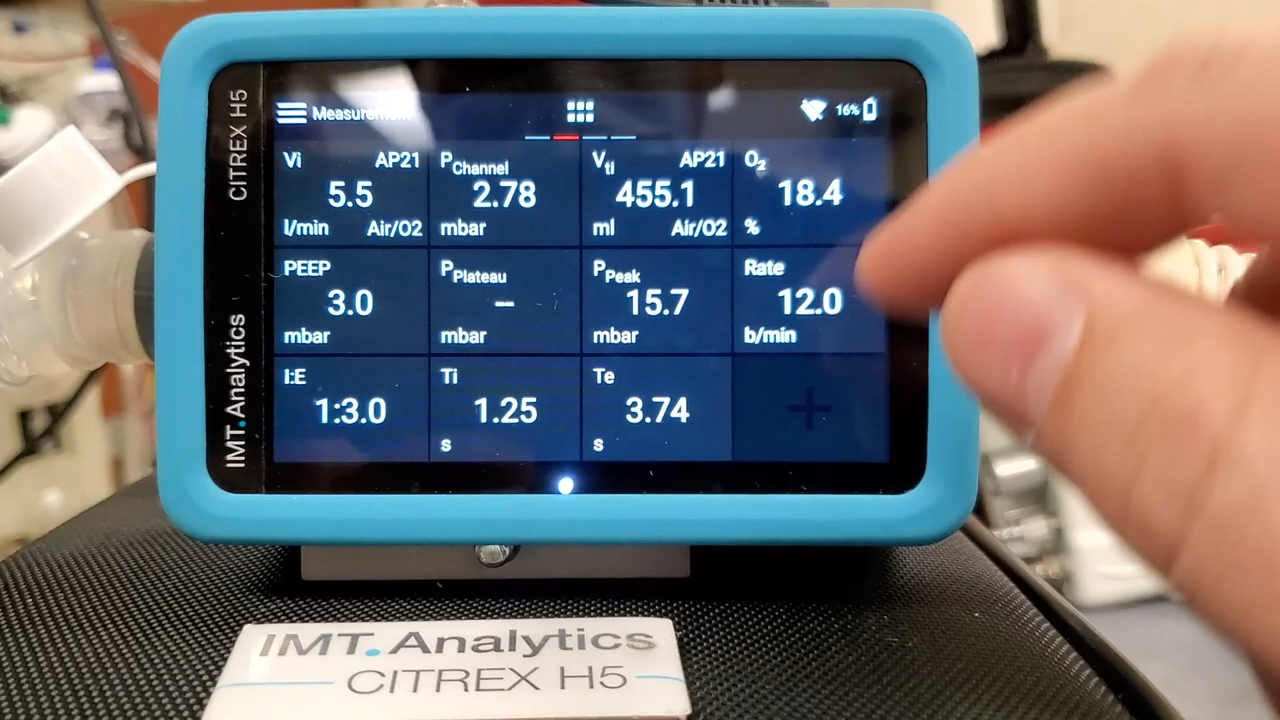 CITREX H5
IMT.Analytics
16%
Vi AP21
5.5
l/min Air/O2
PChannel
2.78
mbar
Vti AP21
455.1
ml Air/O2
O₂
18.4
%
PEEP
3.0
mbar
PPlateau
--
mbar
PPeak
15.7
mbar
Rate
12.0
b/min
I:E
1:3.0
Ti
1.25
s
Te
3.74
s
+
IMT.Analytics
CITREX H5